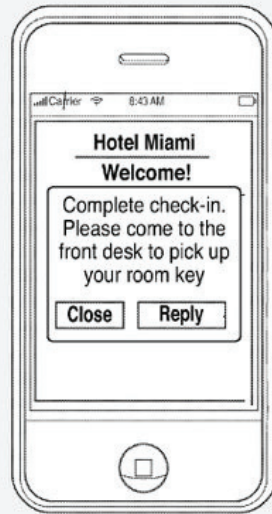 Carrier 8:43 AM
Hotel Miami
Welcome!
Complete check-in.
Please come to the
front desk to pick up
your room key
Close Reply